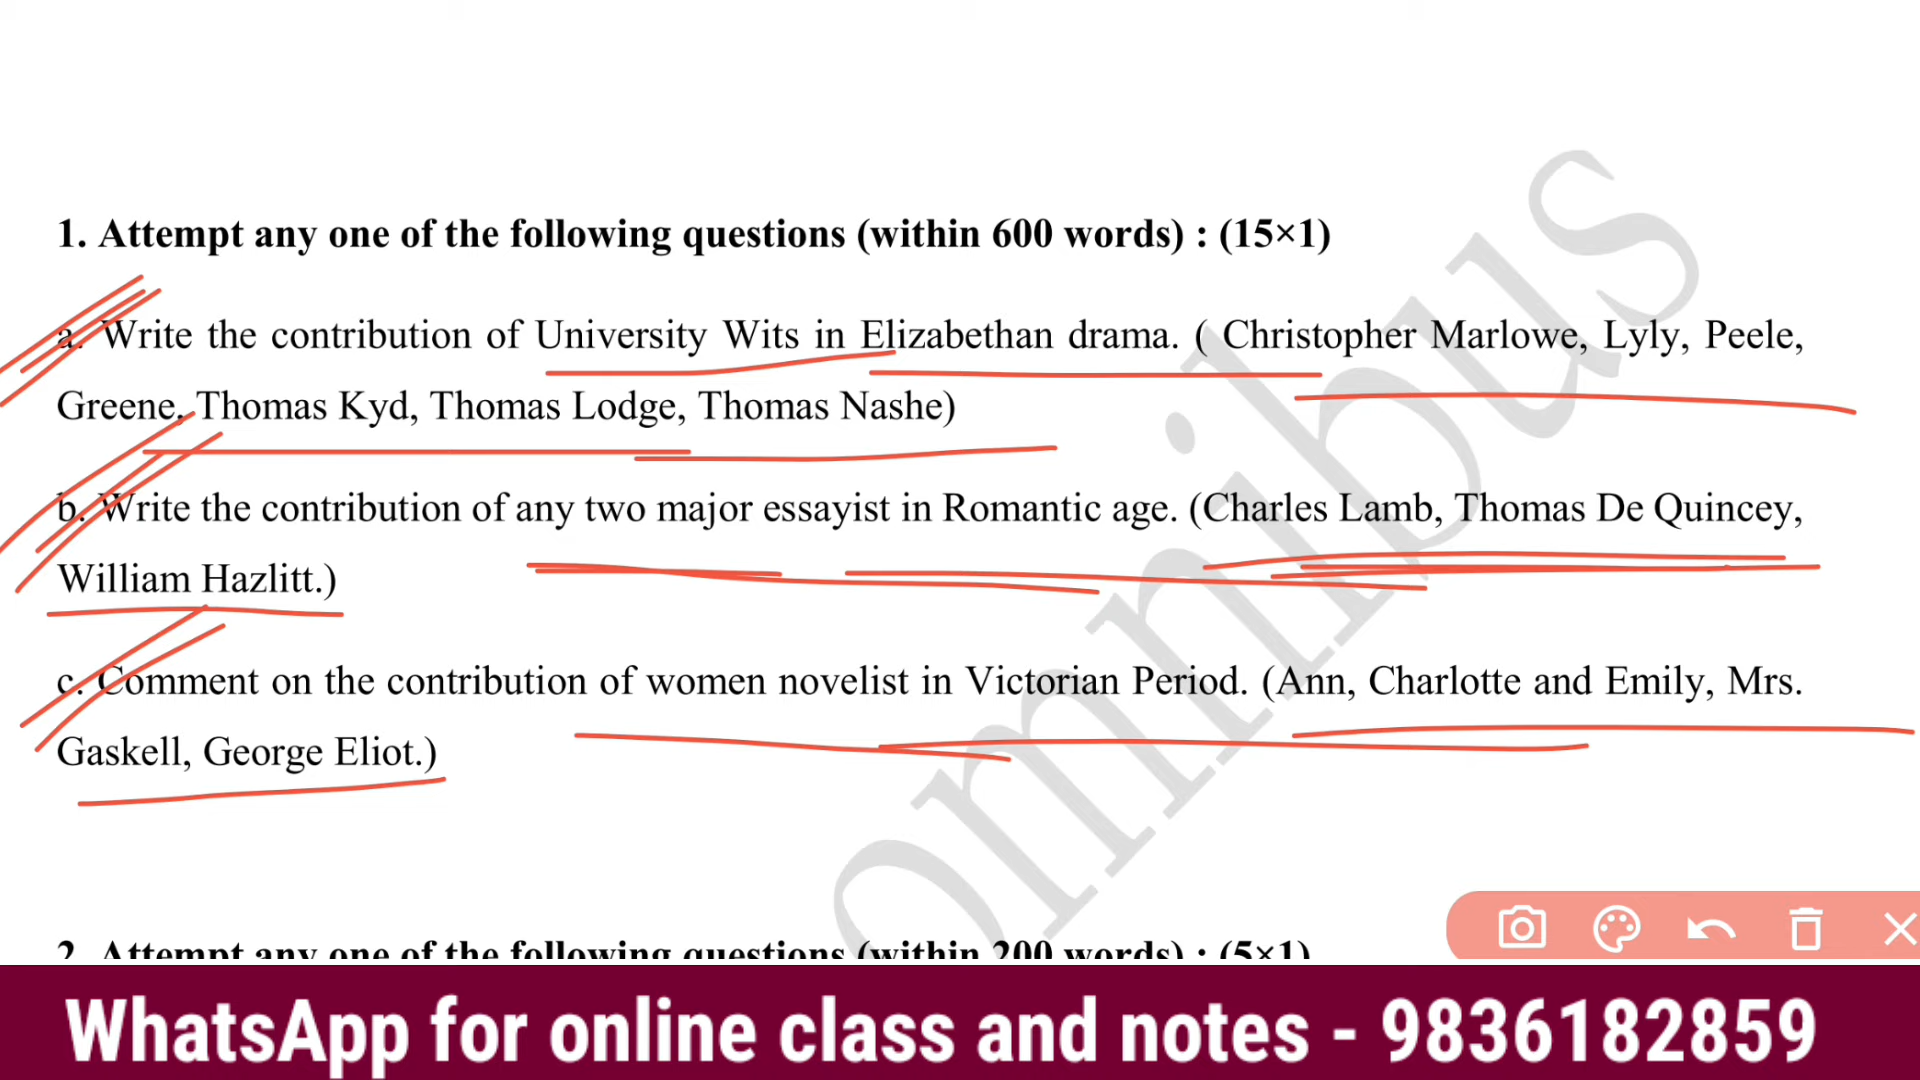 1. Attempt any one of the following questions (within 600 words) : (15×1)
a. Write the contribution of University Wits in Elizabethan drama. ( Christopher Marlowe, Lyly, Peele,
Greene, Thomas Kyd, Thomas Lodge, Thomas Nashe)
b. Write the contribution of any two major essayist in Romantic age. (Charles Lamb, Thomas De Quincey,
William Hazlitt.)
c. Comment on the contribution of women novelist in Victorian Period. (Ann, Charlotte and Emily, Mrs.
Gaskell, George Eliot.)
omnibus
2. Attempt any one of the following questions (within 200 words) : (5×1)
WhatsApp for online class and notes - 9836182859